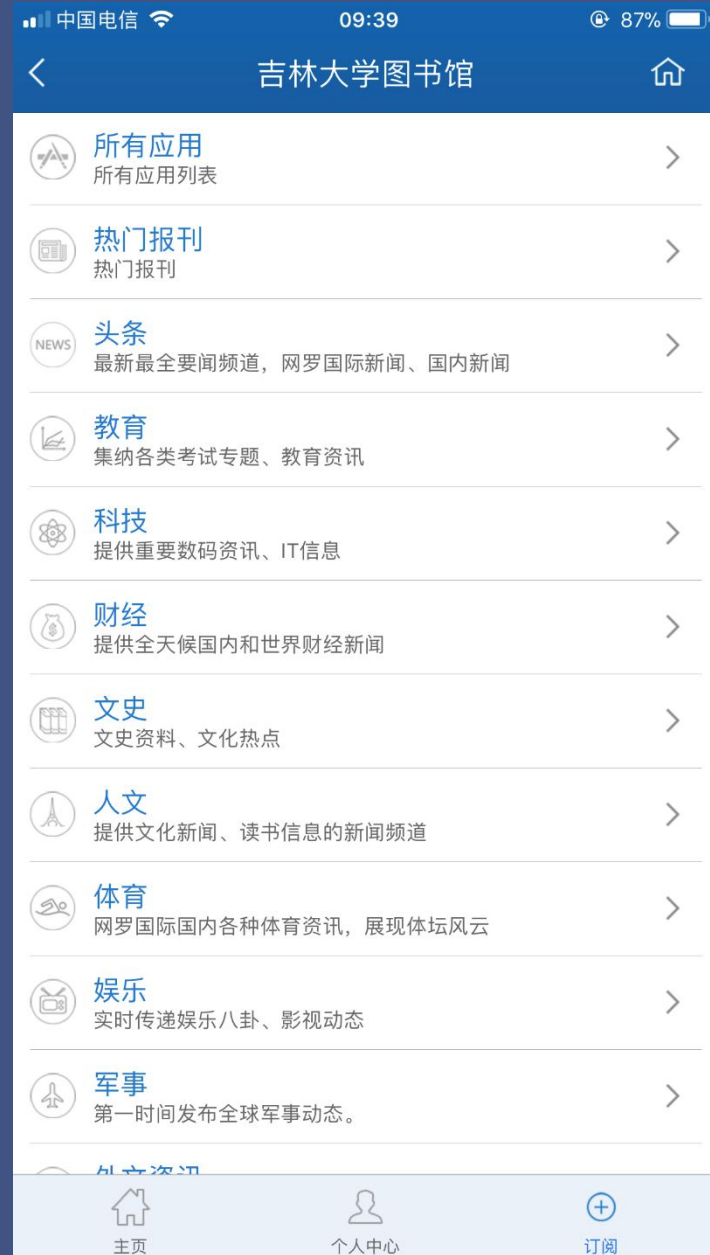 中国电信 09:39 87%
吉林大学图书馆
所有应用
所有应用列表
热门报刊
热门报刊
NEWS
头条
最新最全要闻频道，网罗国际新闻、国内新闻
教育
集纳各类考试专题、教育资讯
科技
提供重要数码资讯、IT信息
财经
提供全天候国内和世界财经新闻
文史
文史资料、文化热点
人文
提供文化新闻、读书信息的新闻频道
体育
网罗国际国内各种体育资讯，展现体坛风云
娱乐
实时传递娱乐八卦、影视动态
军事
第一时间发布全球军事动态。
外文资讯
主页 个人中心 订阅